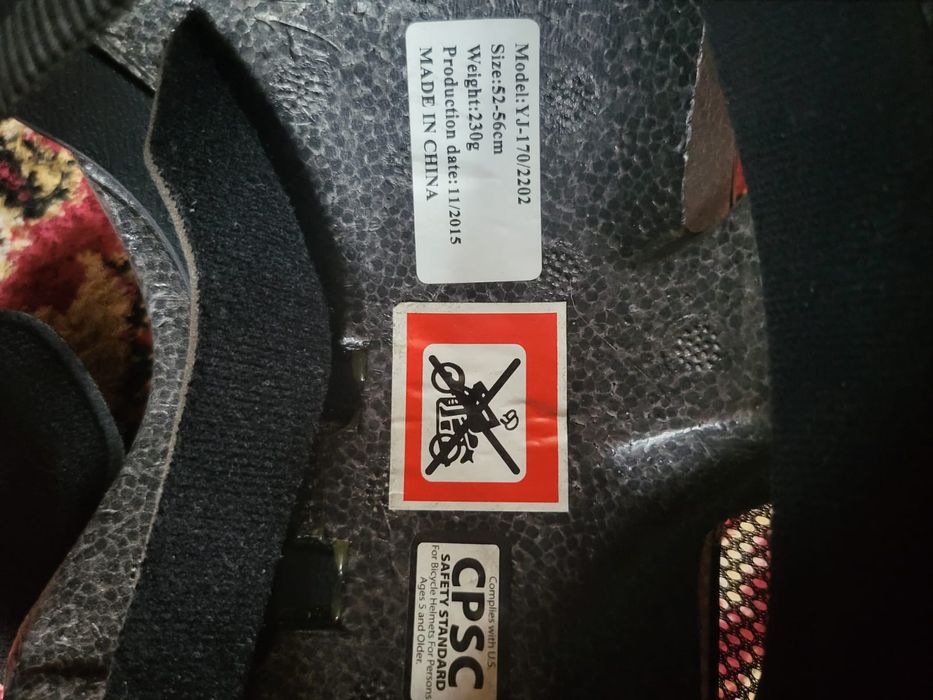 Model:YJ-170/2202
Size:52-56cm
Weight:230g
Production date:11/2015
MADE IN CHINA
Complies with U.S.
CPSC
SAFETY STANDARD
For Bicycle Helmets For Persons
Ages 5 and Older.